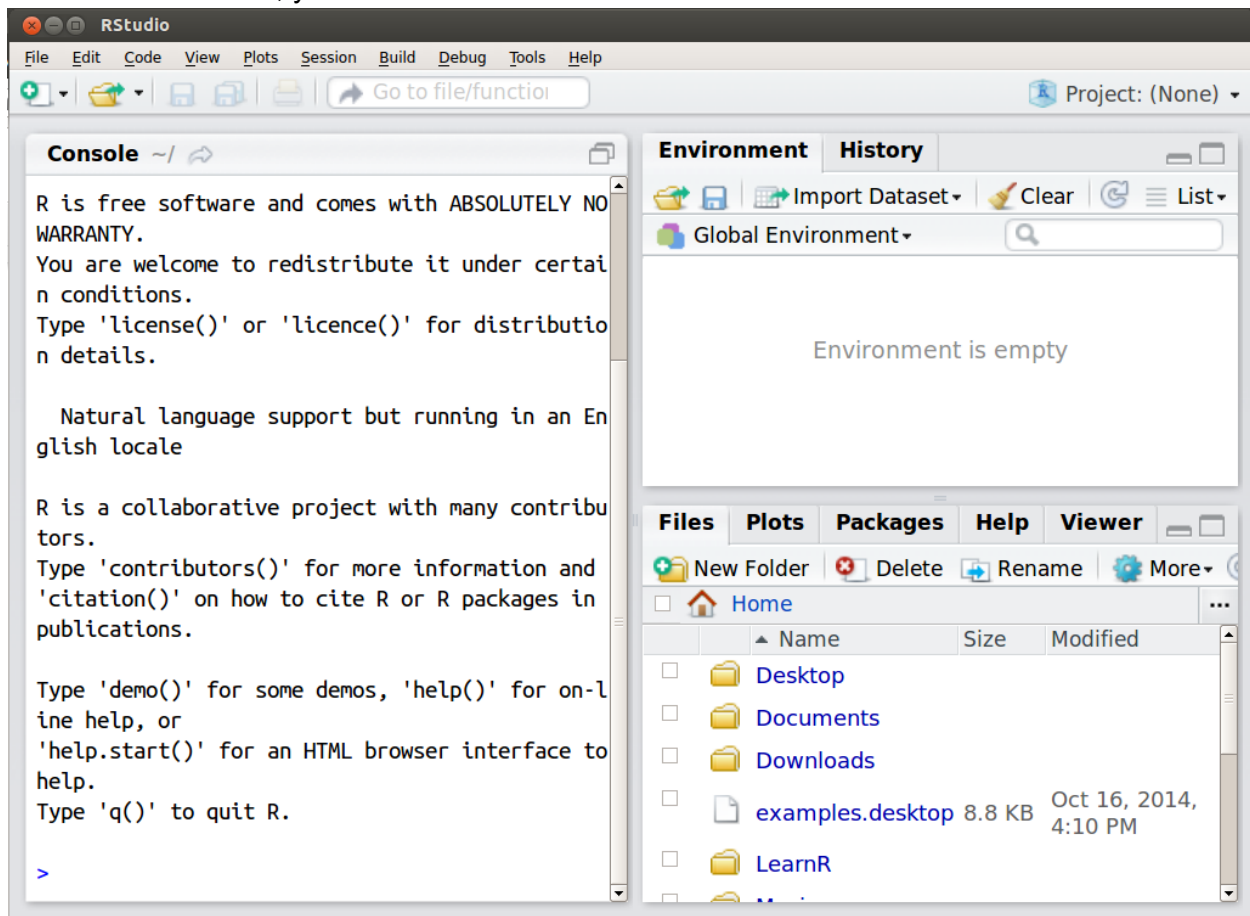 RStudio
File Edit Code View Plots Session Build Debug Tools Help
Go to file/function
Project: (None)
Console ~/
R is free software and comes with ABSOLUTELY NO
WARRANTY.
You are welcome to redistribute it under certai
n conditions.
Type 'license()' or 'licence()' for distributio
n details.
Natural language support but running in an En
glish locale
R is a collaborative project with many contribu
tors.
Type 'contributors()' for more information and
'citation()' on how to cite R or R packages in
publications.
Type 'demo()' for some demos, 'help()' for on-l
ine help, or
'help.start()' for an HTML browser interface to
help.
Type 'q()' to quit R.
>
Environment History
Import Dataset Clear List
Global Environment
Environment is empty
Files Plots Packages Help Viewer
New Folder Delete Rename More
Home ...
Name Size Modified
Desktop
Documents
Downloads
examples.desktop 8.8 KB Oct 16, 2014,
4:10 PM
LearnR